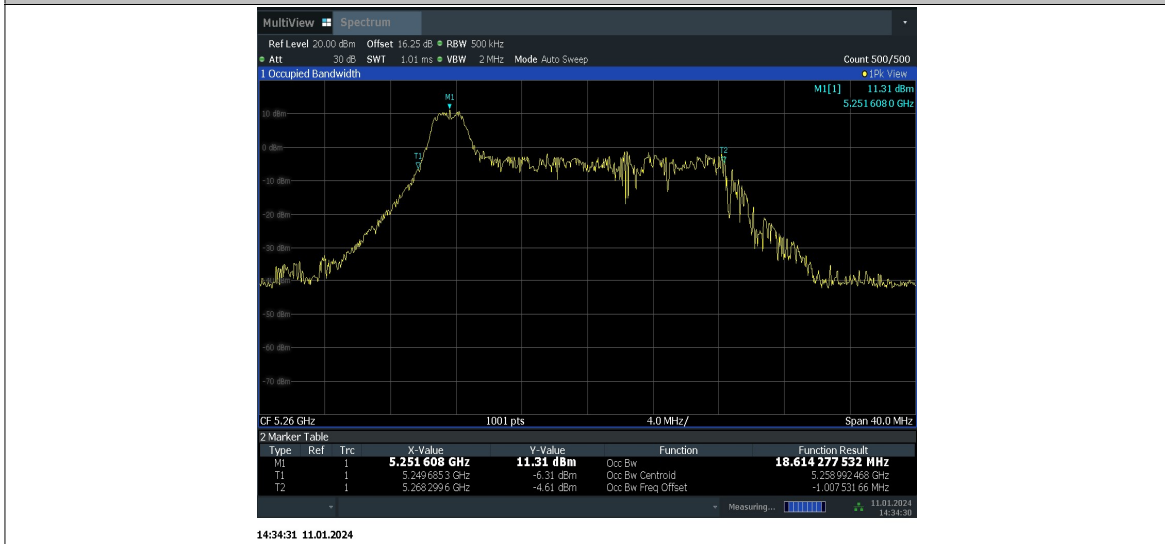 MultiView Spectrum
Ref Level 20.00 dBm Offset 16.25 dB RBW 500 kHz
Att 30 dB SWT 1.01 ms VBW 2 MHz Mode Auto Sweep Count 500/500
1 Occupied Bandwidth 1Pk View
M1[1] 11.31 dBm
5.251 608 0 GHz
M1
10 dBm
0 dBm
T1
T2
-10 dBm
-20 dBm
-30 dBm
-50 dBm
-60 dBm
-70 dBm
CF 5.26 GHz 1001 pts 4.0 MHz/ Span 40.0 MHz
2 Marker Table
Type Ref Trc X-Value Y-Value Function Function Result
M1 1 5.251 608 GHz 11.31 dBm Occ Bw 18.614 277 532 MHz
T1 1 5.249 685 3 GHz -6.31 dBm Occ Bw Centroid 5.258 992 468 GHz
T2 1 5.268 299 6 GHz -4.61 dBm Occ Bw Freq Offset -1.007 531 66 MHz
Measuring... 11.01.2024
14:34:30
14:34:31 11.01.2024